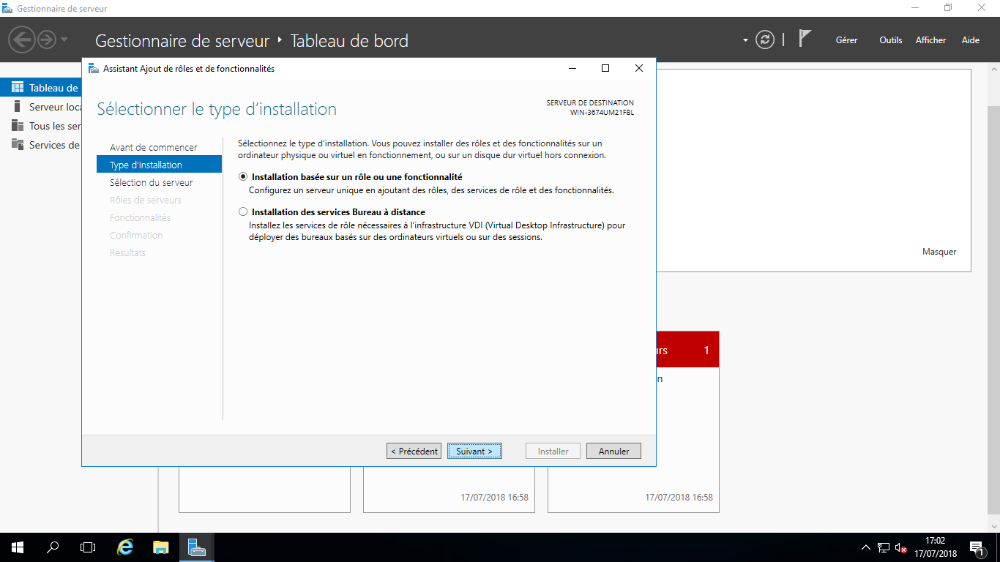 Gestionnaire de serveur
Gestionnaire de serveur ‣ Tableau de bord
Gérer Outils Afficher Aide
Tableau de
Serveur loca
Tous les ser
Services de
Assistant Ajout de rôles et de fonctionnalités
Sélectionner le type d'installation
SERVEUR DE DESTINATION
WIN-3674UM21FBL
Avant de commencer
Type d'installation
Sélection du serveur
Rôles de serveurs
Fonctionnalités
Confirmation
Résultats
Sélectionnez le type d'installation. Vous pouvez installer des rôles et des fonctionnalités sur un
ordinateur physique ou virtuel en fonctionnement, ou sur un disque dur virtuel hors connexion.
Installation basée sur un rôle ou une fonctionnalité
Configurez un serveur unique en ajoutant des rôles, des services de rôle et des fonctionnalités.
Installation des services Bureau à distance
Installez les services de rôle nécessaires à l'infrastructure VDI (Virtual Desktop Infrastructure) pour
déployer des bureaux basés sur des ordinateurs virtuels ou sur des sessions.
< Précédent Suivant > Installer Annuler
Masquer
urs 1
n
17/07/2018 16:58
17/07/2018 16:58
17:02
17/07/2018
1